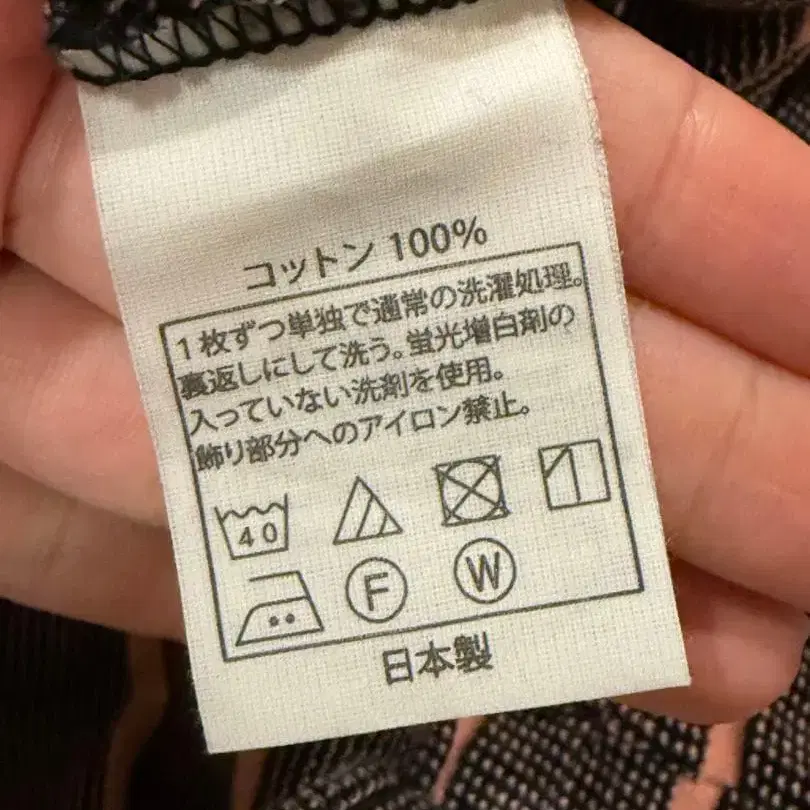 コットン 100%
1枚ずつ単独で通常の洗濯処理。
裏返しにして洗う。蛍光増白剤の
入っていない洗剤を使用。
飾り部分へのアイロン禁止。
40
F W
日本製